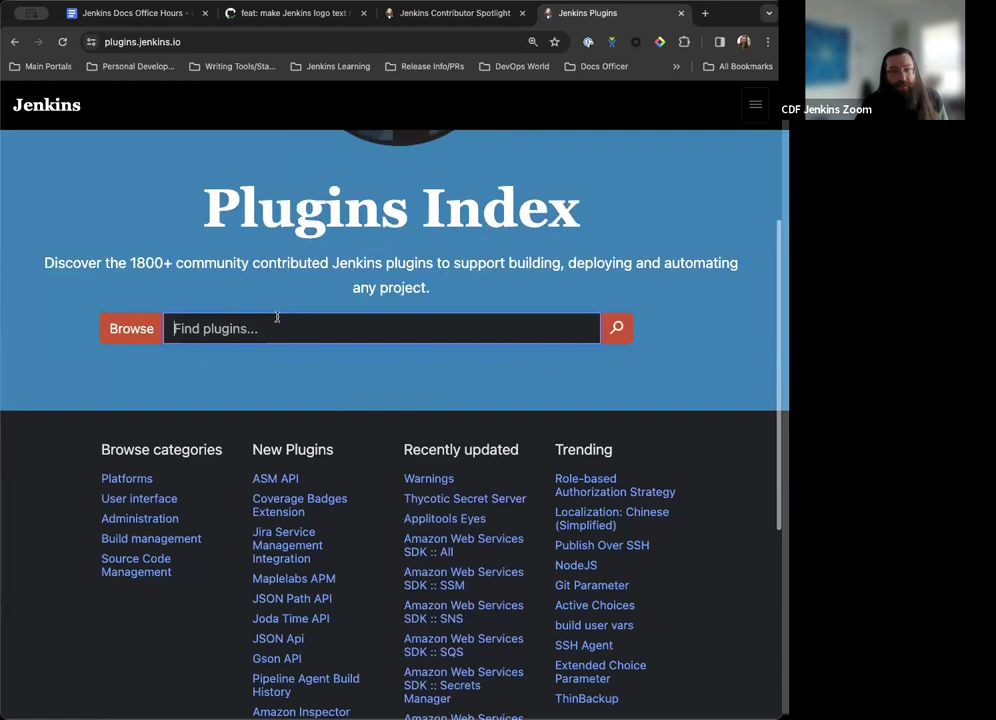 Jenkins Docs Office Hours -
feat: make Jenkins logo text
Jenkins Contributor Spotlight
Jenkins Plugins
plugins.jenkins.io
Main Portals
Personal Develop...
Writing Tools/Sta...
Jenkins Learning
Release Info/PRs
DevOps World
Docs Officer
All Bookmarks
CDF Jenkins Zoom
Jenkins
Plugins Index
Discover the 1800+ community contributed Jenkins plugins to support building, deploying and automating
any project.
Browse
Find plugins...
Browse categories
Platforms
User interface
Administration
Build management
Source Code
Management
New Plugins
ASM API
Coverage Badges
Extension
Jira Service
Management
Integration
Maplelabs APM
JSON Path API
Joda Time API
JSON Api
Gson API
Pipeline Agent Build
History
Amazon Inspector
Recently updated
Warnings
Thycotic Secret Server
Applitools Eyes
Amazon Web Services
SDK :: All
Amazon Web Services
SDK :: SSM
Amazon Web Services
SDK :: SNS
Amazon Web Services
SDK :: SQS
Amazon Web Services
SDK :: Secrets
Manager
Amazon Web Services
Trending
Role-based
Authorization Strategy
Localization: Chinese
(Simplified)
Publish Over SSH
NodeJS
Git Parameter
Active Choices
build user vars
SSH Agent
Extended Choice
Parameter
ThinBackup